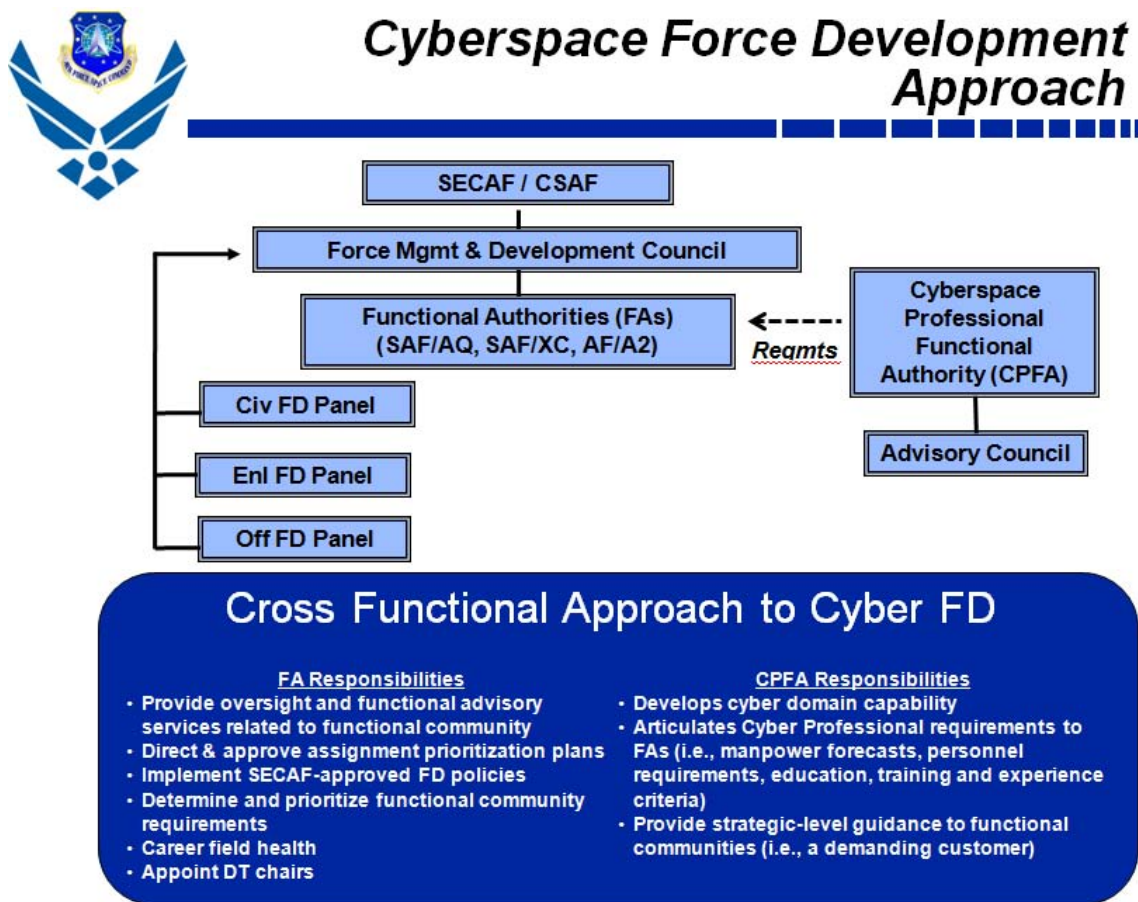 Cyberspace Force Development
Approach
AIR FORCE SPACE COMMAND
SECAF / CSAF
Force Mgmt & Development Council
Functional Authorities (FAs)
(SAF/AQ, SAF/XC, AF/A2)
Reqmts
Cyberspace
Professional
Functional
Authority (CPFA)
Advisory Council
Civ FD Panel
Enl FD Panel
Off FD Panel
Cross Functional Approach to Cyber FD
FA Responsibilities
• Provide oversight and functional advisory
services related to functional community
• Direct & approve assignment prioritization plans
• Implement SECAF-approved FD policies
• Determine and prioritize functional community
requirements
• Career field health
• Appoint DT chairs
CPFA Responsibilities
• Develops cyber domain capability
• Articulates Cyber Professional requirements to
FAs (i.e., manpower forecasts, personnel
requirements, education, training and experience
criteria)
• Provide strategic-level guidance to functional
communities (i.e., a demanding customer)